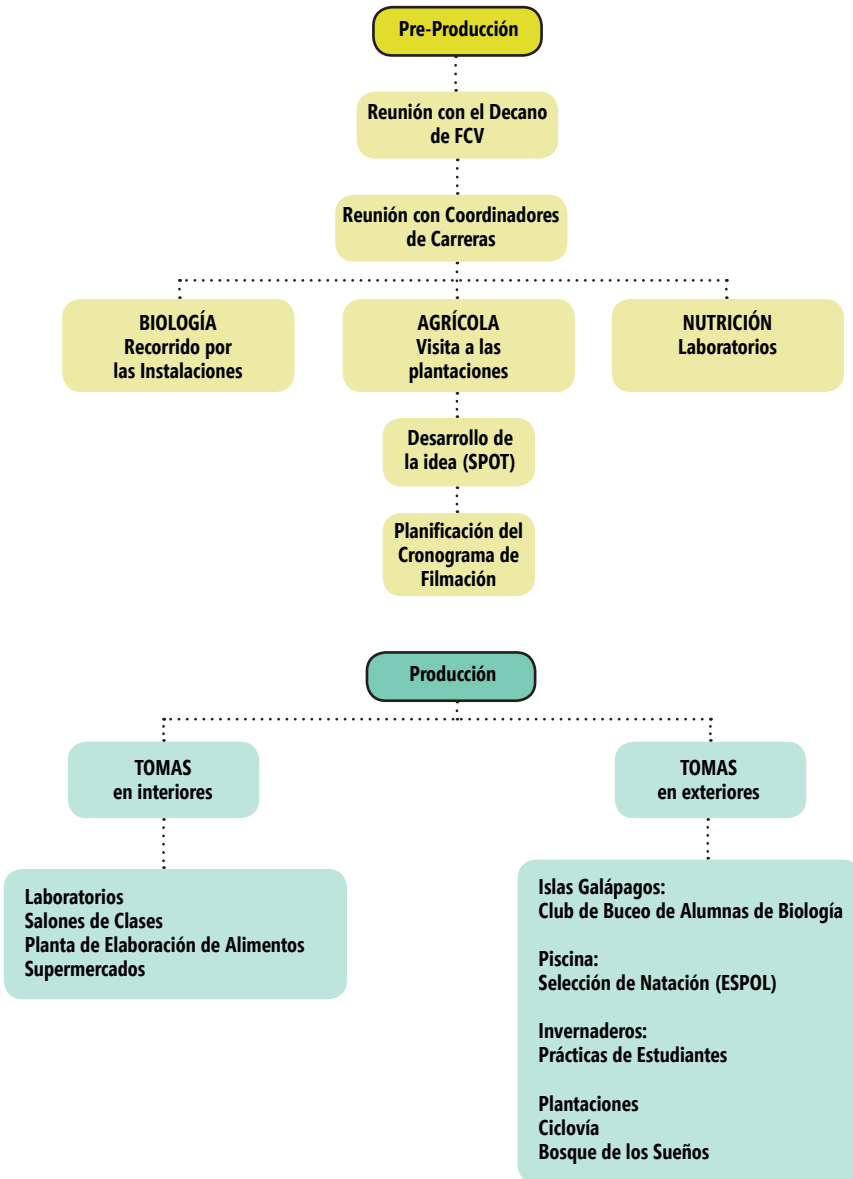 Pre-Producción
Reunión con el Decano
de FCV
Reunión con Coordinadores
de Carreras
BIOLOGÍA
Recorrido por
las Instalaciones
AGRÍCOLA
Visita a las
plantaciones
NUTRICIÓN
Laboratorios
Desarrollo de
la idea (SPOT)
Planificación del
Cronograma de
Filmación
Producción
TOMAS
en interiores
TOMAS
en exteriores
Laboratorios
Salones de Clases
Planta de Elaboración de Alimentos
Supermercados
Islas Galápagos:
Club de Buceo de Alumnas de Biología
Piscina:
Selección de Natación (ESPOL)
Invernaderos:
Prácticas de Estudiantes
Plantaciones
Ciclovía
Bosque de los Sueños